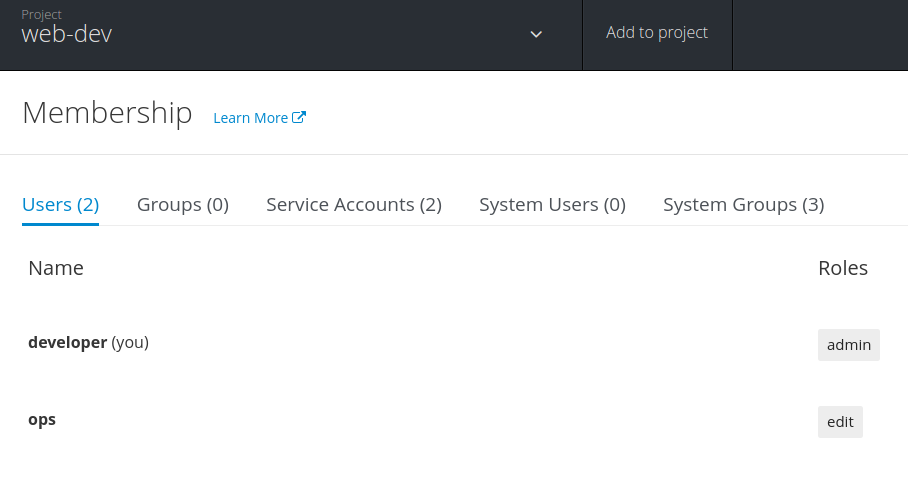 Project
web-dev
Add to project
Membership Learn More
Users (2) Groups (0) Service Accounts (2) System Users (0) System Groups (3)
Name Roles
developer (you) admin
ops edit